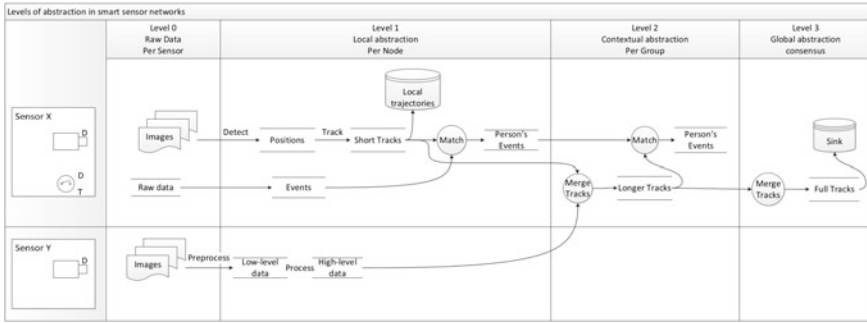 Levels of abstraction in smart sensor networks
Level 0
Raw Data
Per Sensor
Level 1
Local abstraction
Per Node
Level 2
Contextual abstraction
Per Group
Level 3
Global abstraction
consensus
Sensor X
D
D
T
Images
Detect
Positions
Track
Short Tracks
Local
trajectories
Match
Person's
Events
Match
Person's
Events
Sink
Raw data
Events
Merge
Tracks
Longer Tracks
Merge
Tracks
Full Tracks
Sensor Y
D
Images
Preprocess
Low-level
data
Process
High-level
data